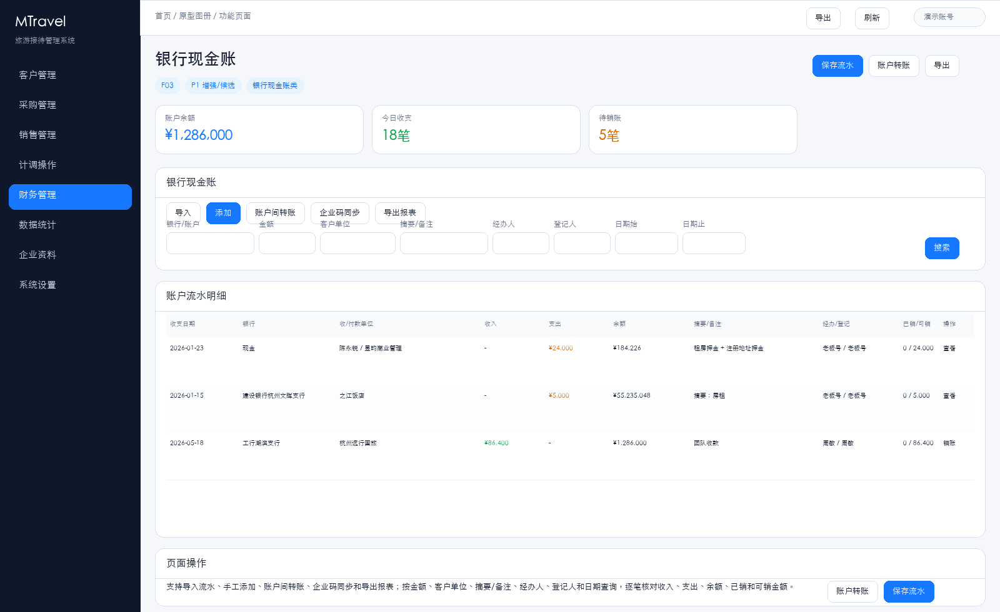 MTravel
旅游接待管理系统
客户管理
采购管理
销售管理
计调操作
财务管理
数据统计
企业资料
系统设置
首页 / 原型图册 / 功能页面
导出
刷新
演示账号
银行现金账
F03
P1 增强/候选
银行现金账类
保存流水
账户转账
导出
账户余额
¥1,286,000
今日收支
18笔
待销账
5笔
银行现金账
导入
添加
账户间转账
企业码同步
导出报表
银行/账户
金额
客户单位
摘要/备注
经办人
登记人
日期始
日期止
搜索
账户流水明细
收支日期 银行 收/付款单位 收入 支出 余额 摘要/备注 经办/登记 已销/可销 操作
2026-01-23 现金 陈永锐 / 昱昀商业管理 - ¥24,000 ¥184,226 租房押金 + 注册地址押金 老板号 / 老板号 0 / 24,000 查看
2026-01-15 建设银行杭州文晖支行 之江饭店 - ¥5,000 ¥55,235,048 摘要：房租 老板号 / 老板号 0 / 5,000 查看
2026-05-18 工行湖滨支行 杭州远行国旅 ¥86,400 - ¥1,286,000 团队收款 周敏 / 周敏 0 / 86,400 销账
页面操作
支持导入流水、手工添加、账户间转账、企业码同步和导出报表；按金额、客户单位、摘要/备注、经办人、登记人和日期查询，逐笔核对收入、支出、余额、已销和可销金额。
账户转账
保存流水